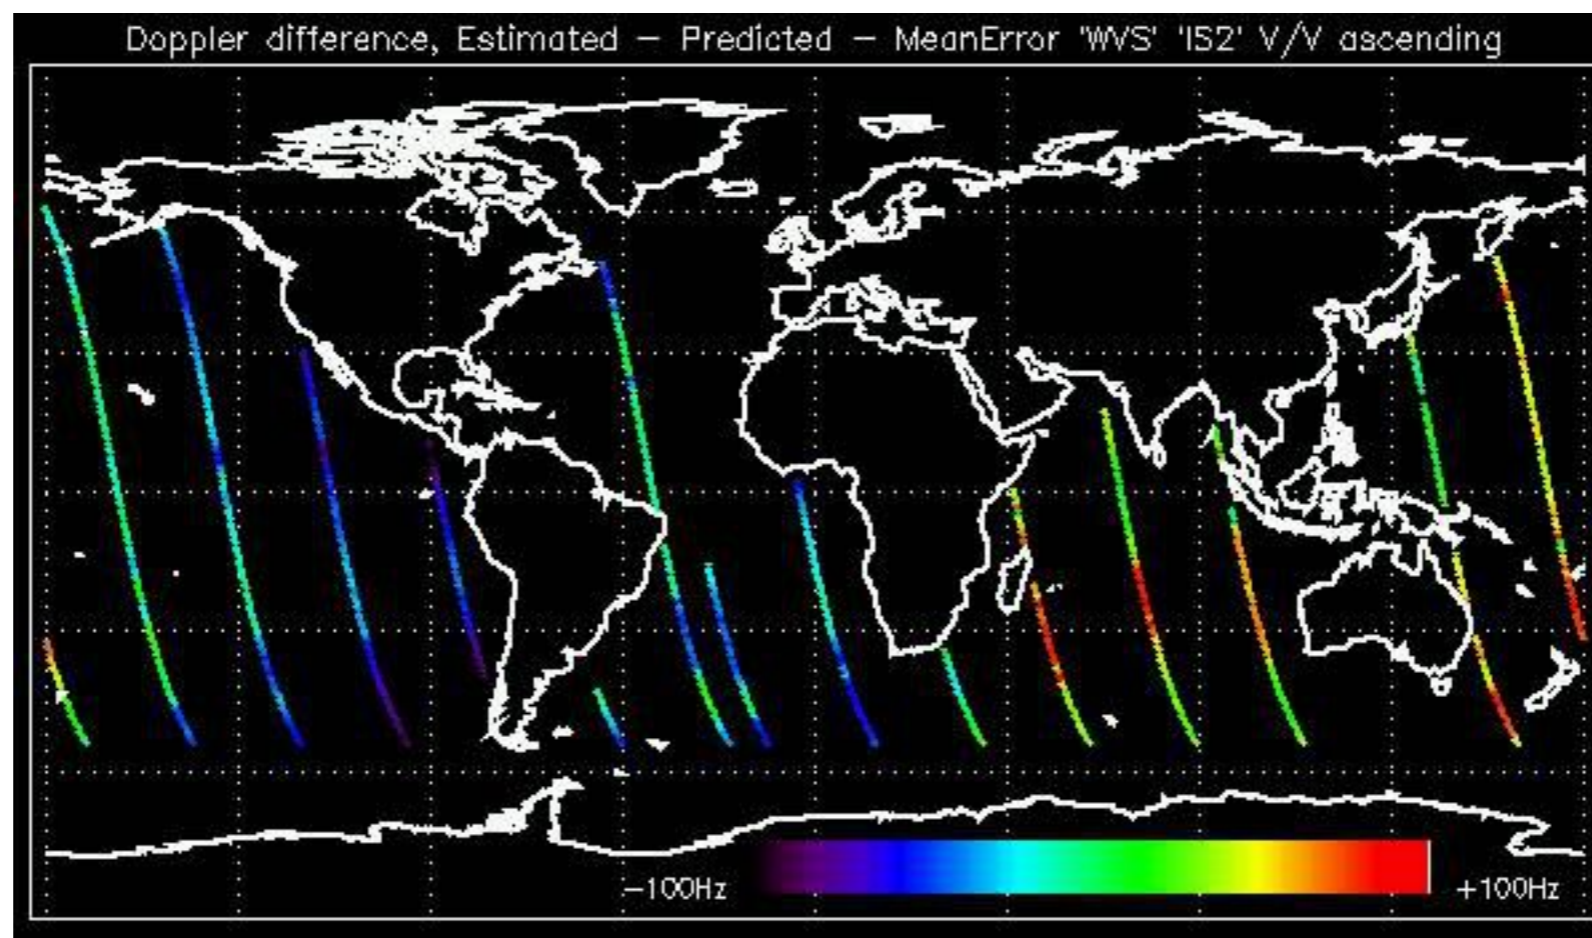 Doppler difference, Estimated – Predicted – MeanError 'WVS' 'IS2' V/V ascending
–100Hz
+100Hz